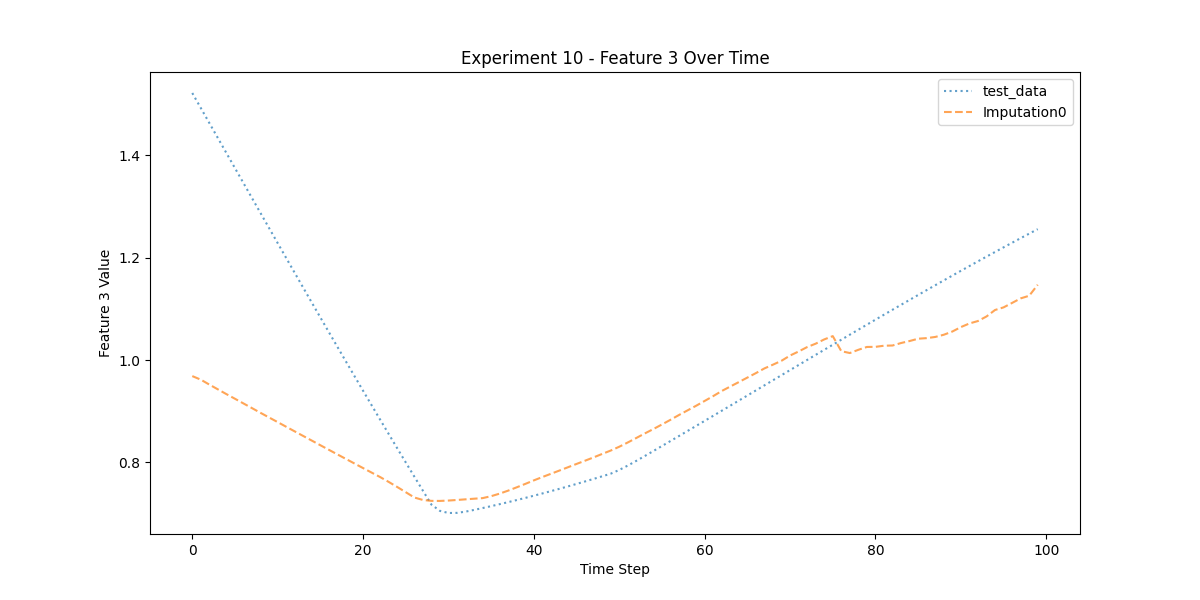 Experiment 10 - Feature 3 Over Time
test_data
Imputation0
1.4
1.2
1.0
0.8
Feature 3 Value
0 20 40 60 80 100
Time Step